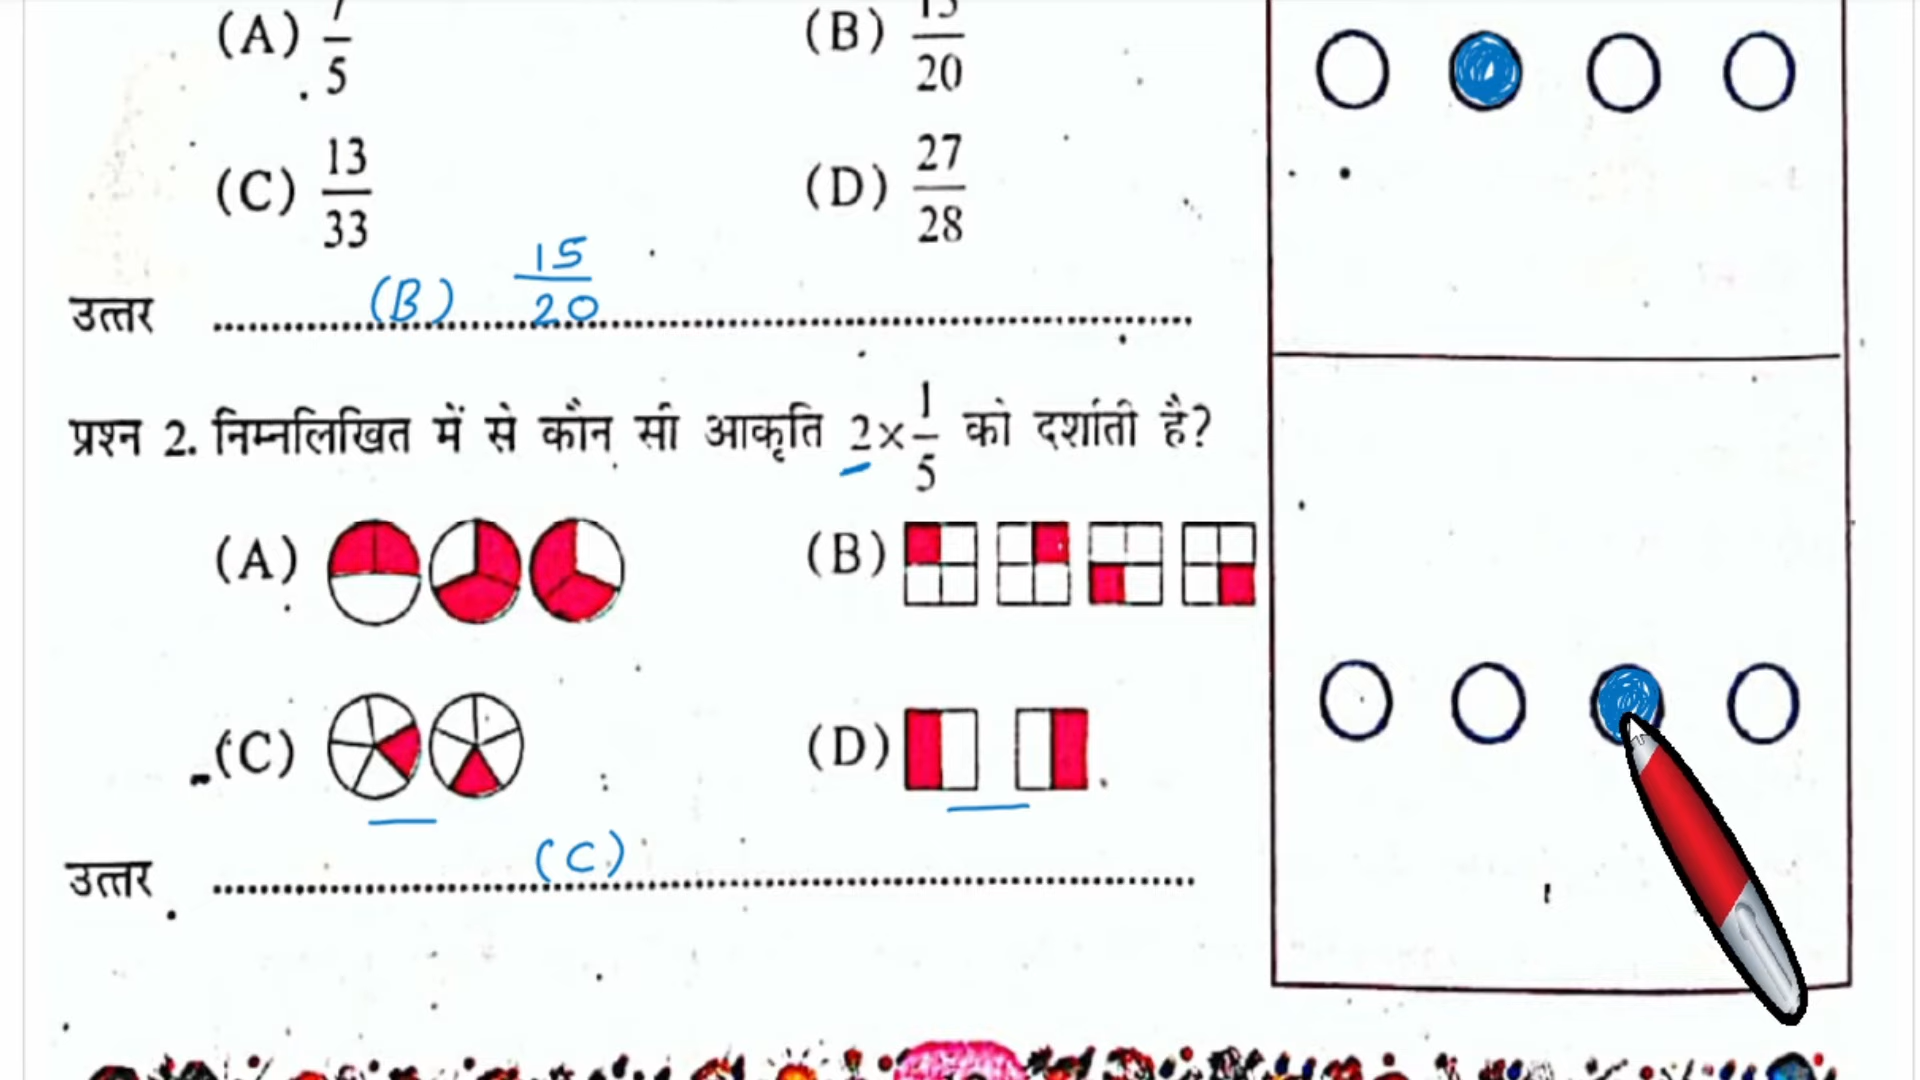 (A) 7/5 (B) 15/20
(C) 13/33 (D) 27/28
उत्तर (B) 15/20
प्रश्न 2. निम्नलिखित में से कौन सी आकृति 2×1/5 को दर्शाती है?
(A) (B)
(C) (D)
उत्तर (C)